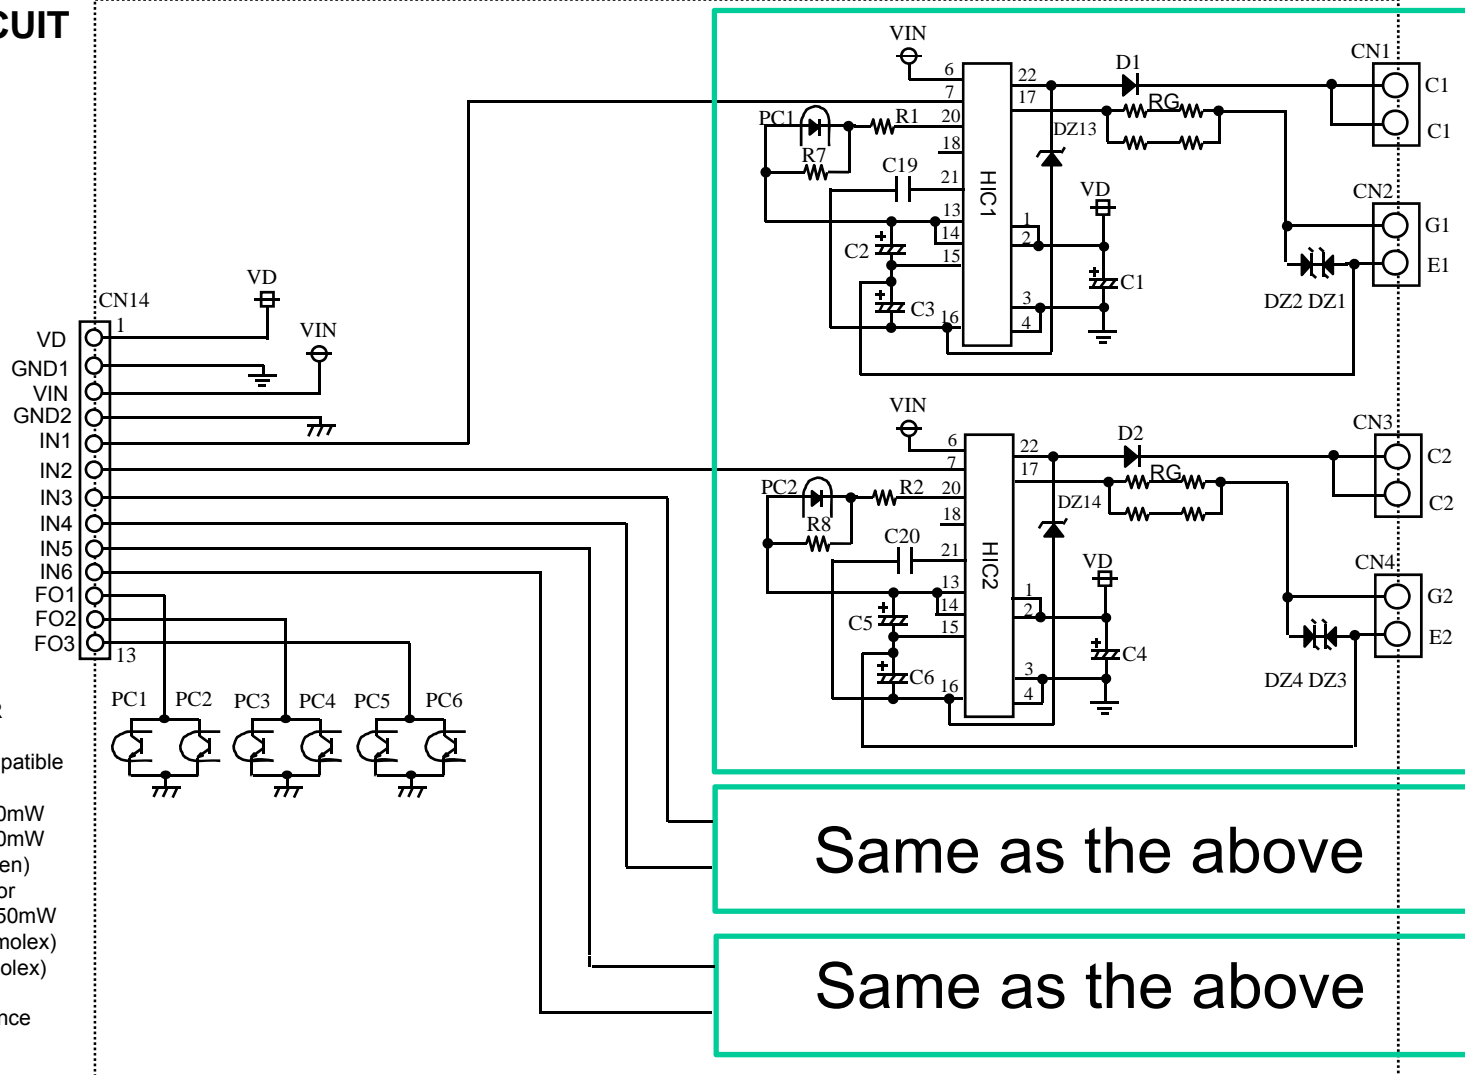 CUIT
VIN
CN1
D1
6
22
C1
7
17
RG
PC1
R1
20
DZ13
C1
18
R7
C19
HIC1
21
VD
CN2
13
1
G1
14
2
C2
15
E1
C1
C3
3
DZ2 DZ1
16
4
VD
CN14
1
VIN
VD
GND1
VIN
GND2
IN1
IN2
IN3
IN4
IN5
IN6
FO1
FO2
FO3
13
VIN
CN3
D2
6
22
C2
7
17
RG
PC2
R2
20
DZ14
C2
18
R8
C20
HIC2
21
VD
CN4
13
1
G2
14
2
C5
15
E2
C4
C6
3
DZ4 DZ3
16
4
PC1 PC2 PC3 PC4 PC5 PC6
R
patible
0mW
0mW
en)
or
50mW
molex)
olex)
nce
Same as the above
Same as the above